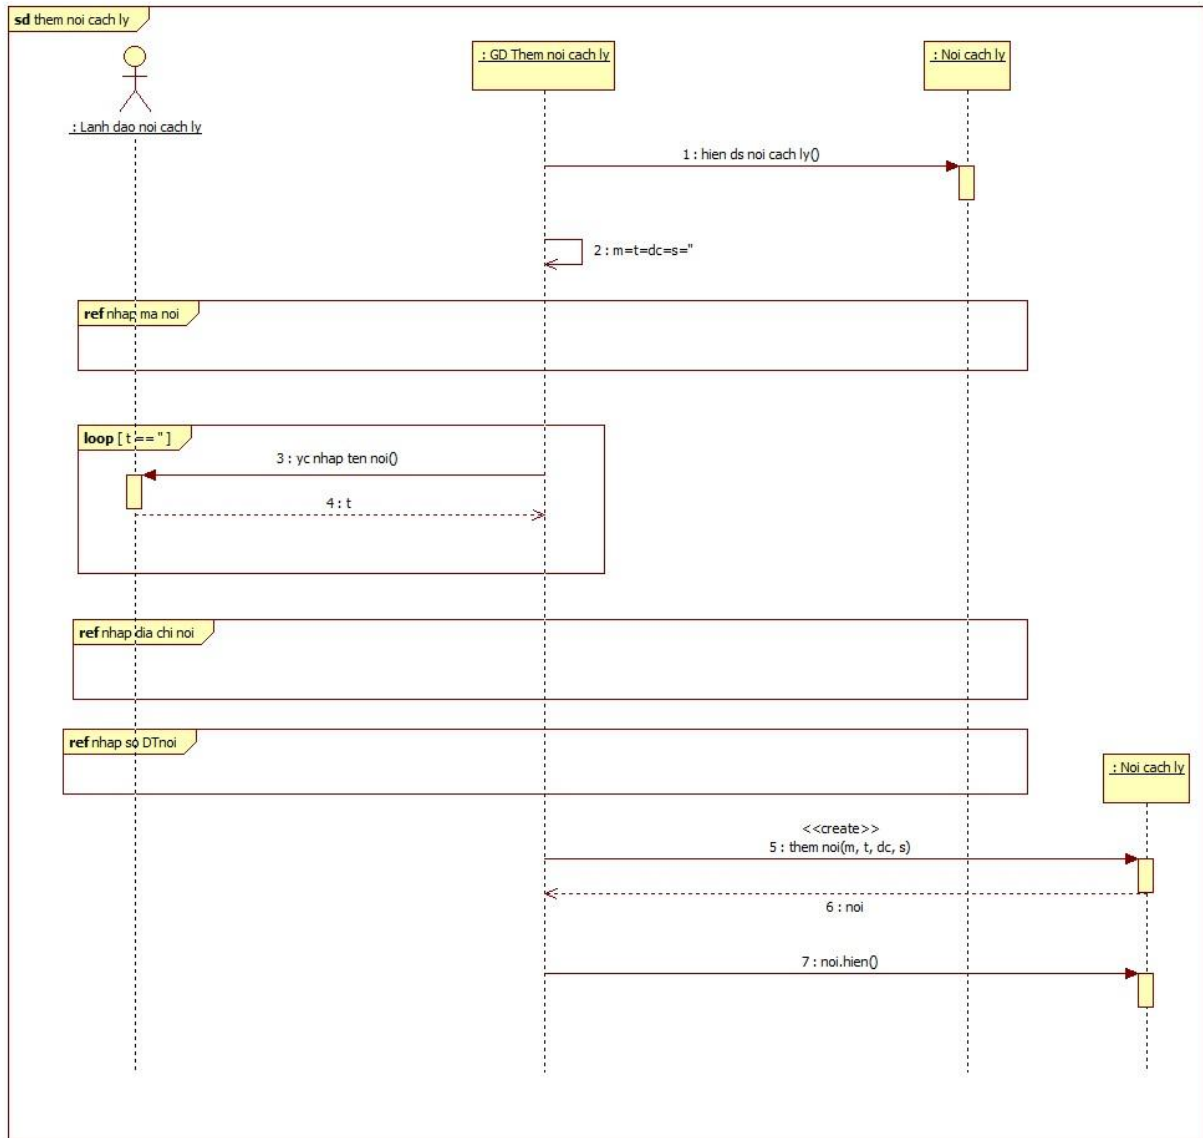 sd them noi cach ly
: GD Them noi cach ly
: Noi cach ly
: Lanh dao noi cach ly
1 : hien ds noi cach ly()
2 : m=t=dc=s=''
ref nhap ma noi
loop [ t == '' ]
3 : yc nhap ten noi()
4 : t
ref nhap dia chi noi
ref nhap so DTnoi
: Noi cach ly
<<create>>
5 : them noi(m, t, dc, s)
6 : noi
7 : noi.hien()